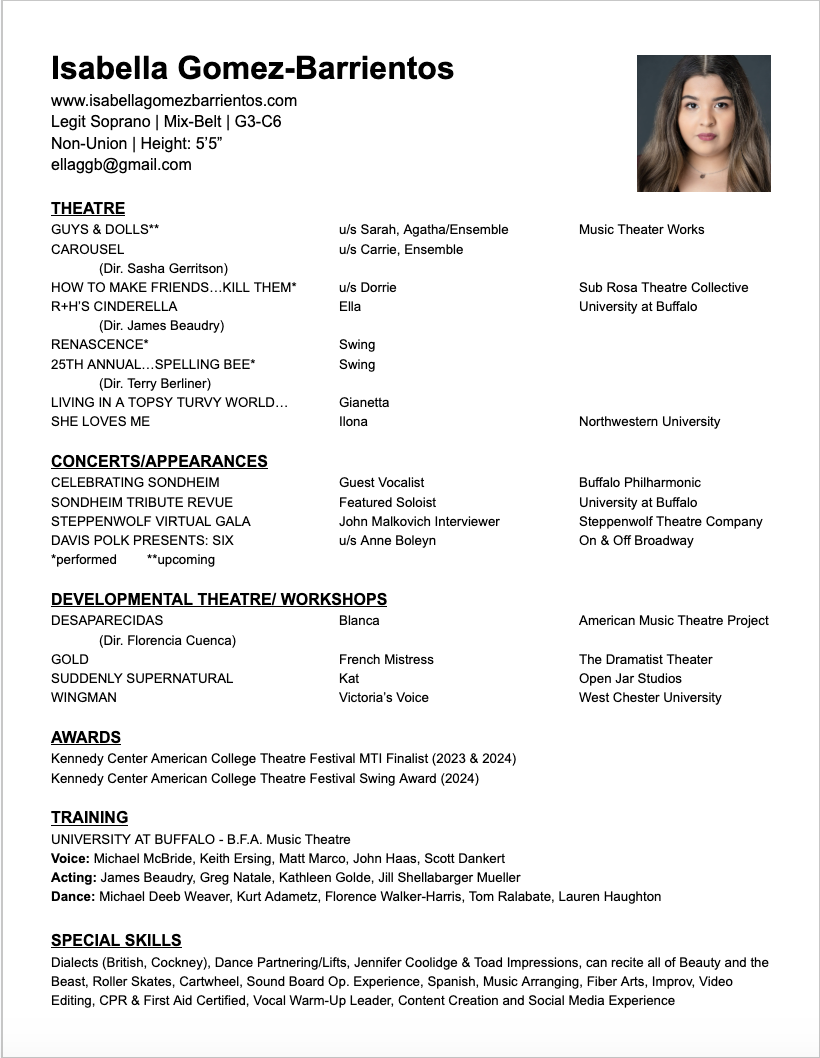 Isabella Gomez-Barrientos
www.isabellagomezbarrientos.com
Legit Soprano | Mix-Belt | G3-C6
Non-Union | Height: 5’5”
ellaggb@gmail.com
THEATRE
GUYS & DOLLS** u/s Sarah, Agatha/Ensemble Music Theater Works
CAROUSEL u/s Carrie, Ensemble
(Dir. Sasha Gerritson)
HOW TO MAKE FRIENDS…KILL THEM* u/s Dorrie Sub Rosa Theatre Collective
R+H’S CINDERELLA Ella University at Buffalo
(Dir. James Beaudry)
RENASCENCE* Swing
25TH ANNUAL…SPELLING BEE* Swing
(Dir. Terry Berliner)
LIVING IN A TOPSY TURVY WORLD… Gianetta
SHE LOVES ME Ilona Northwestern University
CONCERTS/APPEARANCES
CELEBRATING SONDHEIM Guest Vocalist Buffalo Philharmonic
SONDHEIM TRIBUTE REVUE Featured Soloist University at Buffalo
STEPPENWOLF VIRTUAL GALA John Malkovich Interviewer Steppenwolf Theatre Company
DAVIS POLK PRESENTS: SIX u/s Anne Boleyn On & Off Broadway
*performed **upcoming
DEVELOPMENTAL THEATRE/ WORKSHOPS
DESAPARECIDAS Blanca American Music Theatre Project
(Dir. Florencia Cuenca)
GOLD French Mistress The Dramatist Theater
SUDDENLY SUPERNATURAL Kat Open Jar Studios
WINGMAN Victoria’s Voice West Chester University
AWARDS
Kennedy Center American College Theatre Festival MTI Finalist (2023 & 2024)
Kennedy Center American College Theatre Festival Swing Award (2024)
TRAINING
UNIVERSITY AT BUFFALO - B.F.A. Music Theatre
Voice: Michael McBride, Keith Ersing, Matt Marco, John Haas, Scott Dankert
Acting: James Beaudry, Greg Natale, Kathleen Golde, Jill Shellabarger Mueller
Dance: Michael Deeb Weaver, Kurt Adametz, Florence Walker-Harris, Tom Ralabate, Lauren Haughton
SPECIAL SKILLS
Dialects (British, Cockney), Dance Partnering/Lifts, Jennifer Coolidge & Toad Impressions, can recite all of Beauty and the
Beast, Roller Skates, Cartwheel, Sound Board Op. Experience, Spanish, Music Arranging, Fiber Arts, Improv, Video
Editing, CPR & First Aid Certified, Vocal Warm-Up Leader, Content Creation and Social Media Experience